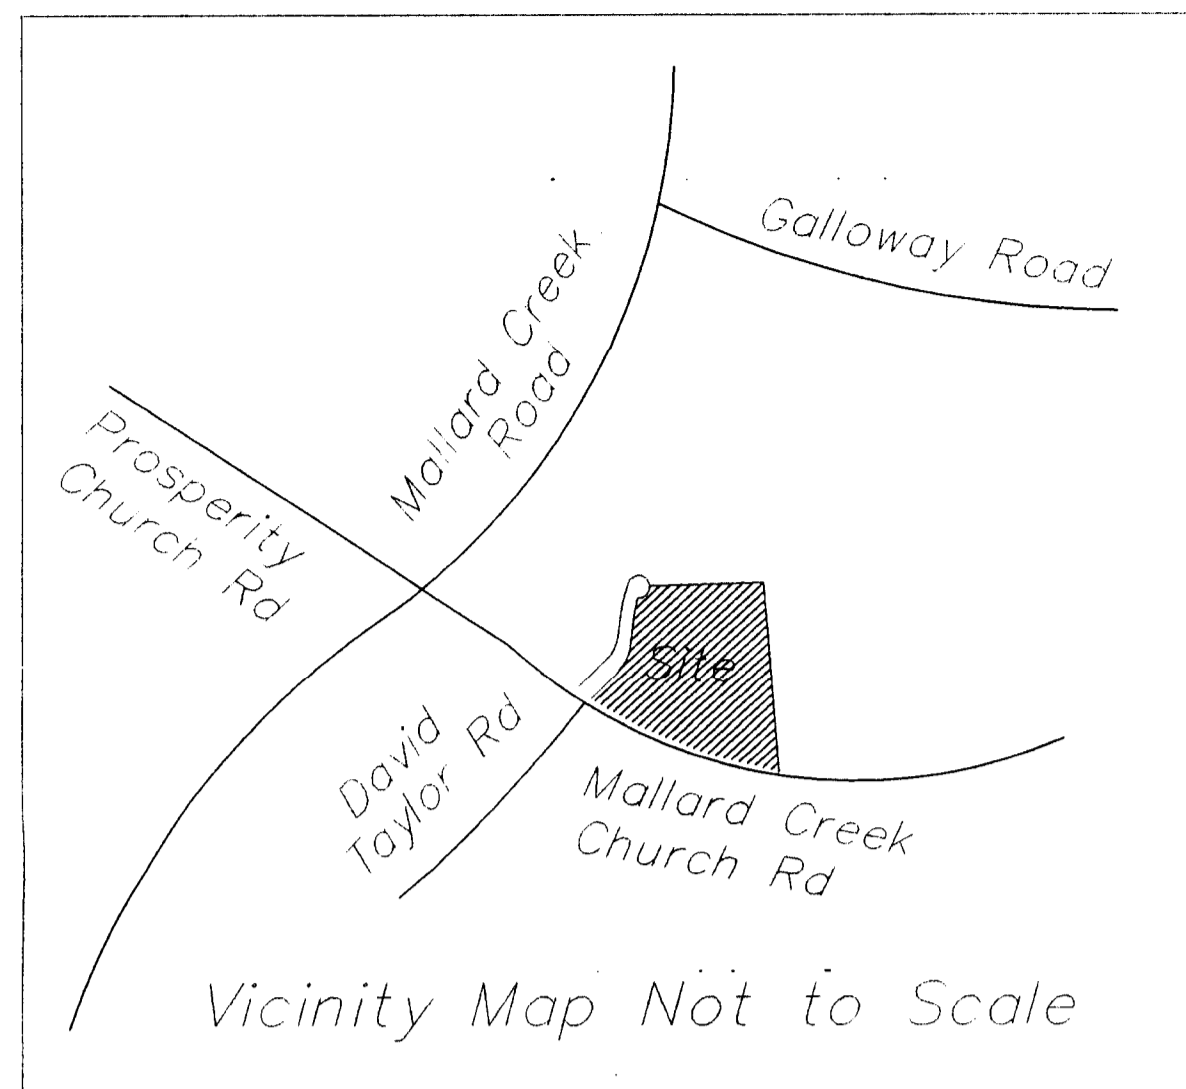 Galloway Road
Mallard Creek
Road
Prosperity
Church Rd
Site
David
Taylor Rd
Mallard Creek
Church Rd
Vicinity Map Not to Scale